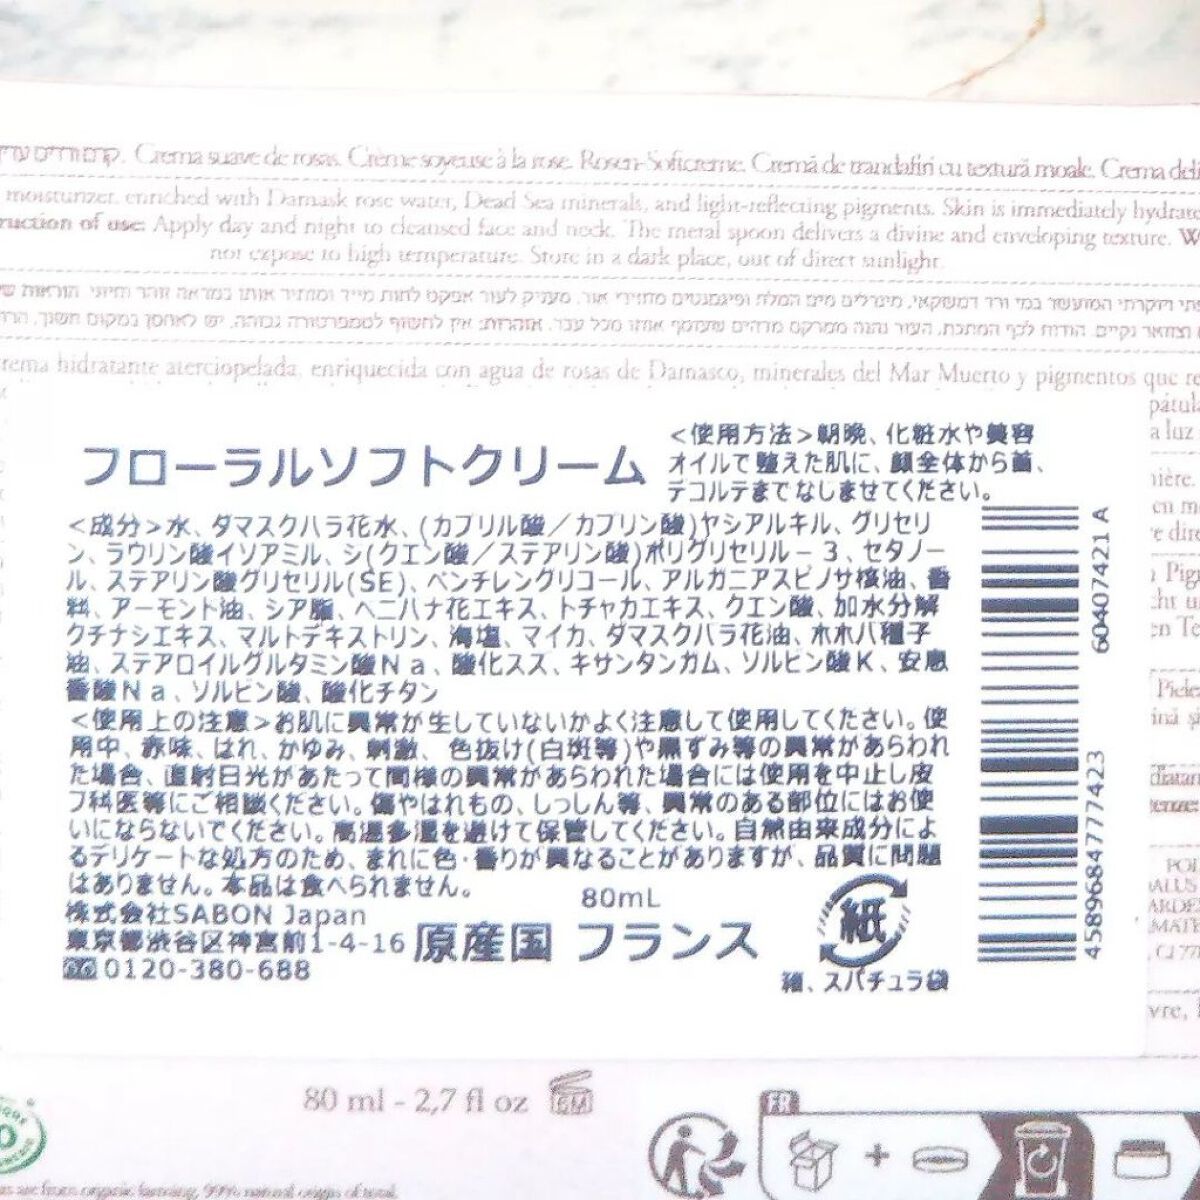 Crema suave de rosas. Crème soyeuse à la rose. Rosen-Softcreme. Cremă de trandafiri cu textură moale. Crema
moisturizer, enriched with Damask rose water, Dead Sea minerals, and light-reflecting pigments. Skin is immediately
of use: Apply day and night to cleansed face and neck. The metal spoon delivers a divine and enveloping texture.
not expose to high temperature. Store in a dark place, out of direct sunlight.
hidratante aterciopelada, enriquecida con agua de rosas de Damasco, minerales del Mar Muerto y pigmentos que
フローラルソフトクリーム
<使用方法>朝晩、化粧水や美容
オイルで整えた肌に、顔全体から首、
デコルテまでなじませてください。
<成分>水、ダマスクバラ花水、(カプリル酸/カプリン酸)ヤシアルキル、グリセリ
ン、ラウリン酸イソアミル、ジ(クエン酸/ステアリン酸)ポリグリセリル-3、セタノー
ル、ステアリン酸グリセリル(SE)、ペンチレングリコール、アルガニアスピノサ核油、香
料、アーモンド油、シア脂、ベニバナ花エキス、トチャカエキス、クエン酸、加水分解
クチナシエキス、マルトデキストリン、海塩、マイカ、ダマスクバラ花油、ホホバ種子
油、ステアロイルグルタミン酸Na、酸化スズ、キサンタンガム、ソルビン酸K、安息
香酸Na、ソルビン酸、酸化チタン
<使用上の注意>お肌に異常が生じていないかよく注意して使用してください。使
用中、赤味、はれ、かゆみ、刺激、色抜け(白斑等)や黒ずみ等の異常があらわれ
た場合、直射日光があたって同様の異常があらわれた場合には使用を中止し皮
フ科医等にご相談ください。傷やはれもの、しっしん等、異常のある部位にはお使
いにならないでください。高温多湿を避けて保管してください。自然由来成分によ
るデリケートな処方のため、まれに色・香りが異なることがありますが、品質に問題
はありません。本品は食べられません。
80mL
株式会社SABON Japan
東京都渋谷区神宮前1-4-16
原産国 フランス
0120-380-688
紙
箱、スパチュラ袋
60407421 A
4589684777423
80 ml - 2,7 fl oz
6M
FR
+
are from organic farming, 99% natural origin of total